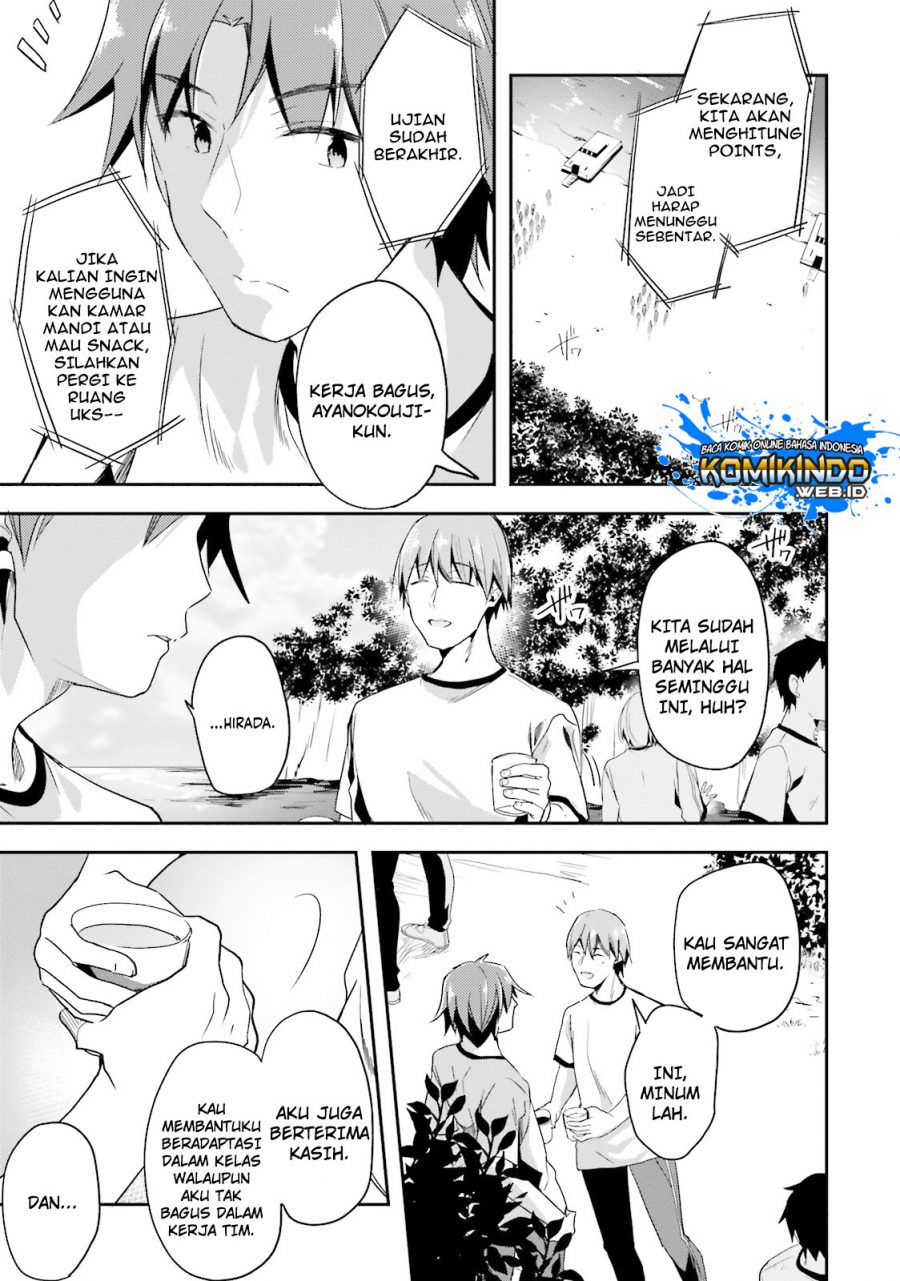 SEKARANG,
KITA AKAN
MENGHITUNG
POINTS,
JADI
HARAP
MENUNGGU
SEBENTAR.
UJIAN
SUDAH
BERAKHIR.
JIKA
KALIAN INGIN
MENGGUNA
KAN KAMAR
MANDI ATAU
MAU SNACK,
SILAHKAN
PERGI KE
RUANG
UKS--
KERJA BAGUS,
AYANOKOUJI-
KUN.
BACA KOMIK ONLINE BAHASA INDONESIA
KOMIKINDO
WEB.ID
KITA SUDAH
MELALUI
BANYAK HAL
SEMINGGU
INI, HUH?
...HIRADA.
KAU SANGAT
MEMBANTU.
INI,
MINUM
LAH.
AKU JUGA
BERTERIMA
KASIH.
KAU
MEMBANTUKU
BERADAPTASI
DALAM KELAS
WALAUPUN
AKU TAK
BAGUS DALAM
KERJA TIM.
DAN...